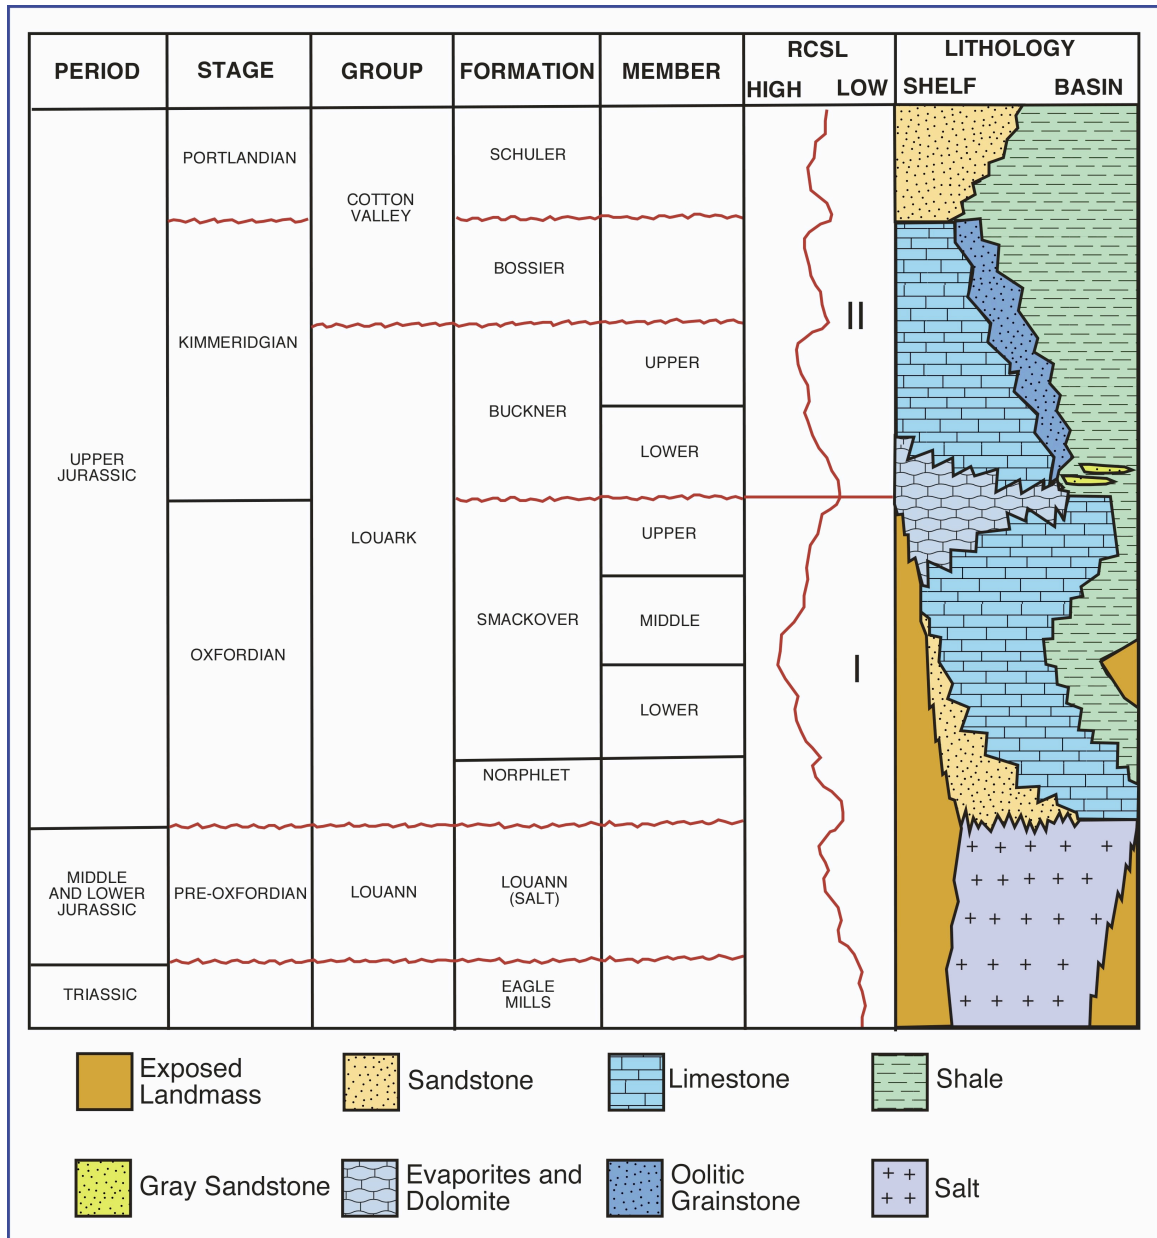 PERIOD
STAGE
GROUP
FORMATION
MEMBER
RCSL
HIGH
LOW
LITHOLOGY
SHELF
BASIN
PORTLANDIAN
COTTON
VALLEY
SCHULER
BOSSIER
KIMMERIDGIAN
II
UPPER
BUCKNER
LOWER
UPPER
JURASSIC
LOUARK
UPPER
OXFORDIAN
SMACKOVER
MIDDLE
I
LOWER
NORPHLET
MIDDLE
AND LOWER
JURASSIC
PRE-OXFORDIAN
LOUANN
LOUANN
(SALT)
TRIASSIC
EAGLE
MILLS
Exposed
Landmass
Sandstone
Limestone
Shale
Gray Sandstone
Evaporites and
Dolomite
Oolitic
Grainstone
Salt